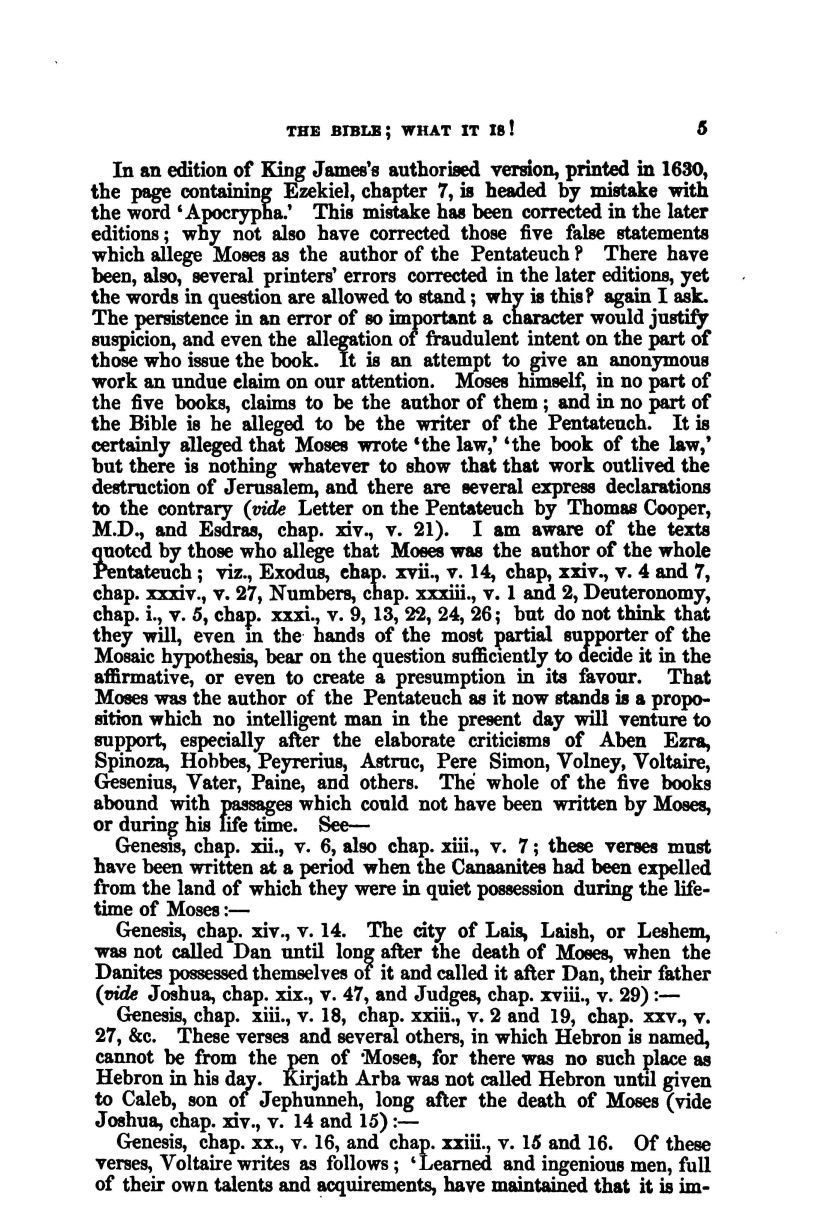 THE BIBLE; WHAT IT IS! 5
In an edition of King James's authorised version, printed in 1630,
the page containing Ezekiel, chapter 7, is headed by mistake with
the word ‘Apocrypha.’ This mistake has been corrected in the later
editions; why not also have corrected those five false statements
which allege Moses as the author of the Pentateuch? There have
been, also, several printers' errors corrected in the later editions, yet
the words in question are allowed to stand; why is this? again I ask.
The persistence in an error of so important a character would justify
suspicion, and even the allegation of fraudulent intent on the part of
those who issue the book. It is an attempt to give an anonymous
work an undue claim on our attention. Moses himself, in no part of
the five books, claims to be the author of them; and in no part of
the Bible is he alleged to be the writer of the Pentateuch. It is
certainly alleged that Moses wrote ‘the law,’ ‘the book of the law,’
but there is nothing whatever to show that that work outlived the
destruction of Jerusalem, and there are several express declarations
to the contrary (vide Letter on the Pentateuch by Thomas Cooper,
M.D., and Esdras, chap. xiv., v. 21). I am aware of the texts
quoted by those who allege that Moses was the author of the whole
Pentateuch; viz., Exodus, chap. xvii., v. 14, chap, xxiv., v. 4 and 7,
chap. xxxiv., v. 27, Numbers, chap. xxxiii., v. 1 and 2, Deuteronomy,
chap. i., v. 5, chap. xxxi., v. 9, 13, 22, 24, 26; but do not think that
they will, even in the hands of the most partial supporter of the
Mosaic hypothesis, bear on the question sufficiently to decide it in the
affirmative, or even to create a presumption in its favour. That
Moses was the author of the Pentateuch as it now stands is a propo-
sition which no intelligent man in the present day will venture to
support, especially after the elaborate criticisms of Aben Ezra,
Spinoza, Hobbes, Peyrerius, Astruc, Pere Simon, Volney, Voltaire,
Gesenius, Vater, Paine, and others. The whole of the five books
abound with passages which could not have been written by Moses,
or during his life time. See—
Genesis, chap. xii., v. 6, also chap. xiii., v. 7; these verses must
have been written at a period when the Canaanites had been expelled
from the land of which they were in quiet possession during the life-
time of Moses:—
Genesis, chap. xiv., v. 14. The city of Lais, Laish, or Leshem,
was not called Dan until long after the death of Moses, when the
Danites possessed themselves of it and called it after Dan, their father
(vide Joshua, chap. xix., v. 47, and Judges, chap. xviii., v. 29):—
Genesis, chap. xiii., v. 18, chap. xxiii., v. 2 and 19, chap. xxv., v.
27, &c. These verses and several others, in which Hebron is named,
cannot be from the pen of Moses, for there was no such place as
Hebron in his day. Kirjath Arba was not called Hebron until given
to Caleb, son of Jephunneh, long after the death of Moses (vide
Joshua, chap. xiv., v. 14 and 15):—
Genesis, chap. xx., v. 16, and chap. xxiii., v. 15 and 16. Of these
verses, Voltaire writes as follows; ‘Learned and ingenious men, full
of their own talents and acquirements, have maintained that it is im-